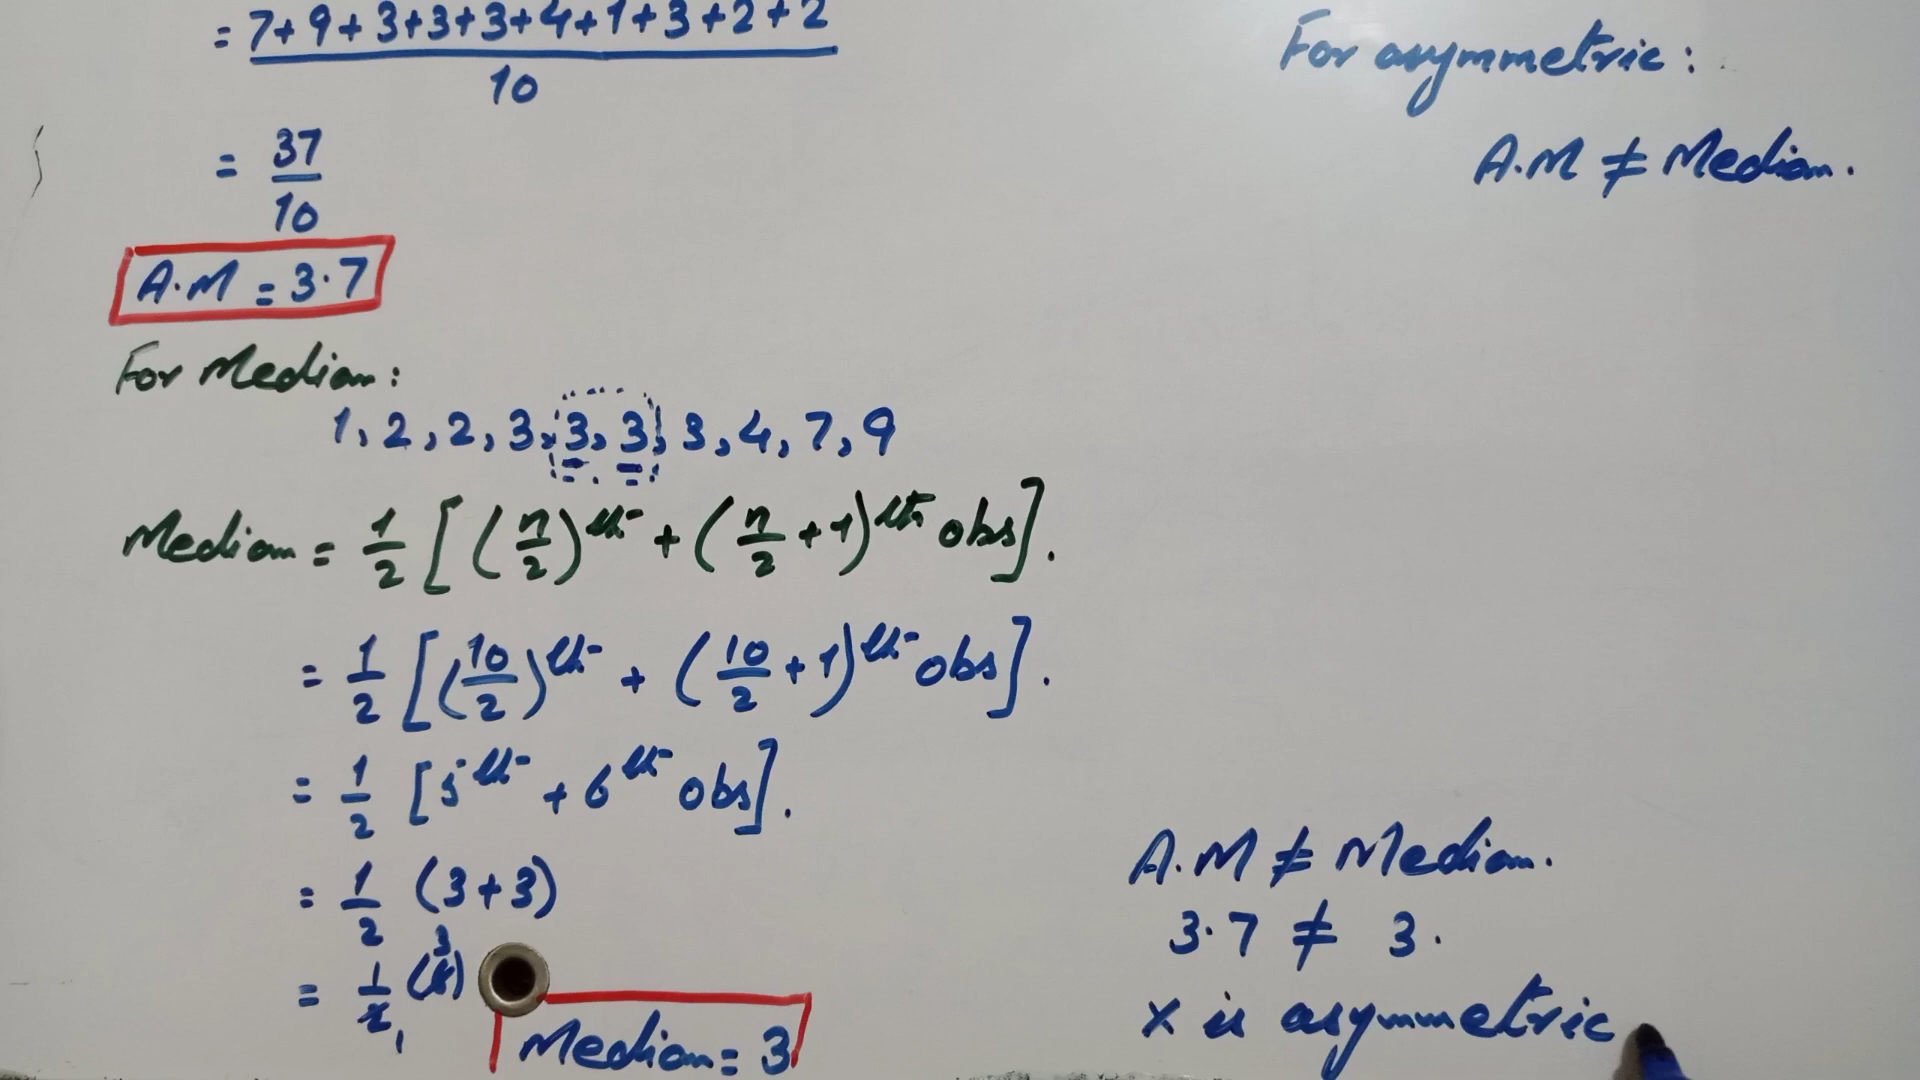 = 7+9+3+3+3+4+1+3+2+2 / 10
= 37/10
A.M = 3.7
For Median:
1, 2, 2, 3, 3, 3, 3, 4, 7, 9
Median = 1/2 [(n/2)th + (n/2 + 1)th obs].
= 1/2 [(10/2)th + (10/2 + 1)th obs].
= 1/2 [5th + 6th obs].
= 1/2 (3+3)
= 1/2 (6) 3 1
Median = 3
For asymmetric:
A.M ≠ Median.
A.M ≠ Median.
3.7 ≠ 3.
x is asymmetric